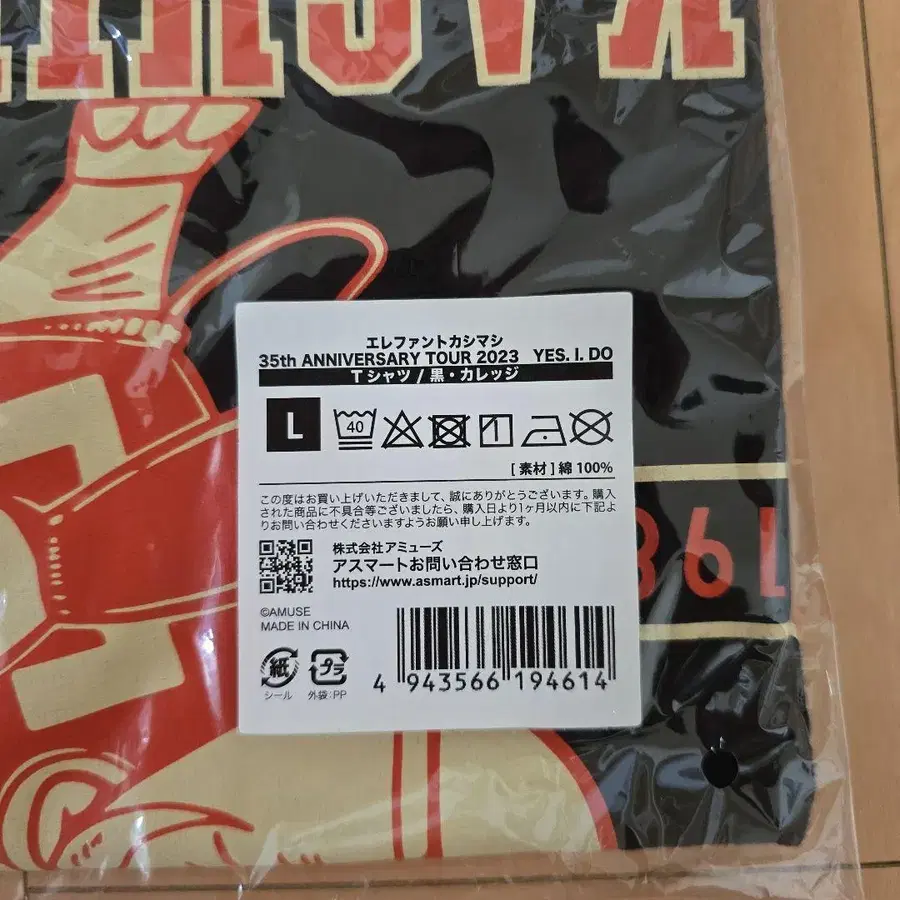 エレファントカシマシ
35th ANNIVERSARY TOUR 2023 YES. I. DO
Tシャツ / 黒・カレッジ
L
40
[ 素材 ] 綿 100%
この度はお買い上げいただきまして、誠にありがとうございます。購入
された商品に不具合等ございましたら、購入日より1ヶ月以内に下記よ
りお問い合わせくださいますようお願い申し上げます。
株式会社アミューズ
アスマートお問い合わせ窓口
https://www.asmart.jp/support/
©AMUSE
MADE IN CHINA
紙
シール
プラ
外袋:PP
4 943566 194614